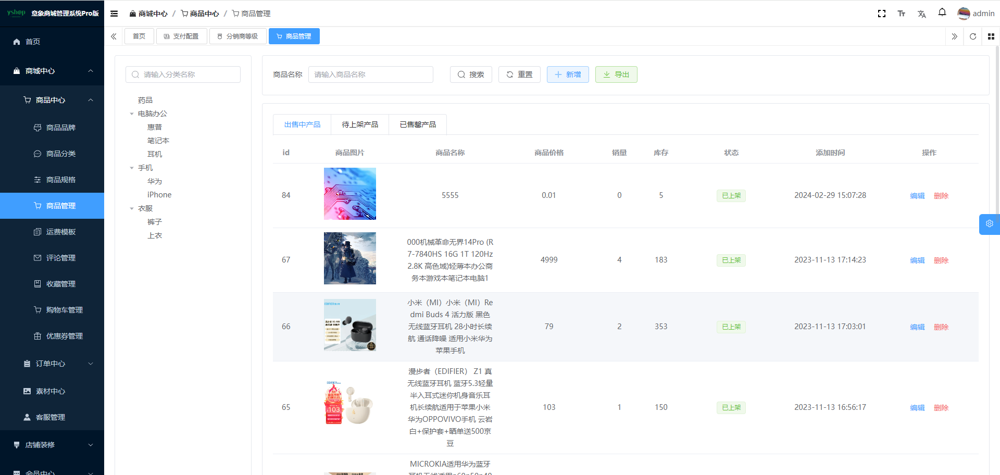 yshop
意象商城管理系统Pro版
商城中心 / 商品中心 / 商品管理
admin
首页
支付配置
分销商等级
商品管理
首页
商城中心
商品中心
商品品牌
商品分类
商品规格
商品管理
运费模板
评论管理
收藏管理
购物车管理
优惠券管理
订单中心
素材中心
客服管理
店铺装修
会员中心
请输入分类名称
药品
电脑办公
惠普
笔记本
耳机
手机
华为
iPhone
衣服
裤子
上衣
商品名称
请输入商品名称
搜索
重置
新增
导出
出售中产品
待上架产品
已售罄产品
id 商品图片 商品名称 商品价格 销量 库存 状态 添加时间 操作
84 5555 0.01 0 5 已上架 2024-02-29 15:07:28 编辑 删除
000机械革命无界14Pro (R
7-7840HS 16G 1T 120Hz
2.8K 高色域)轻薄本办公商
务本游戏本笔记本电脑1
67 4999 4 183 已上架 2023-11-13 17:14:23 编辑 删除
小米（MI）小米（MI）Re
dmi Buds 4 活力版 黑色
无线蓝牙耳机 28小时长续
航 通话降噪 适用小米华为
苹果手机
66 79 2 353 已上架 2023-11-13 17:03:01 编辑 删除
EDIFIER
漫步者（EDIFIER） Z1 真
无线蓝牙耳机 蓝牙5.3轻量
半入耳式迷你机身音乐耳
机长续航适用于苹果小米
华为OPPOVIVO手机 云岩
白+保护套+晒单送500京
豆
65 103 1 150 已上架 2023-11-13 16:56:17 编辑 删除
EDIFIER
103
MICROKIA适用华为蓝牙